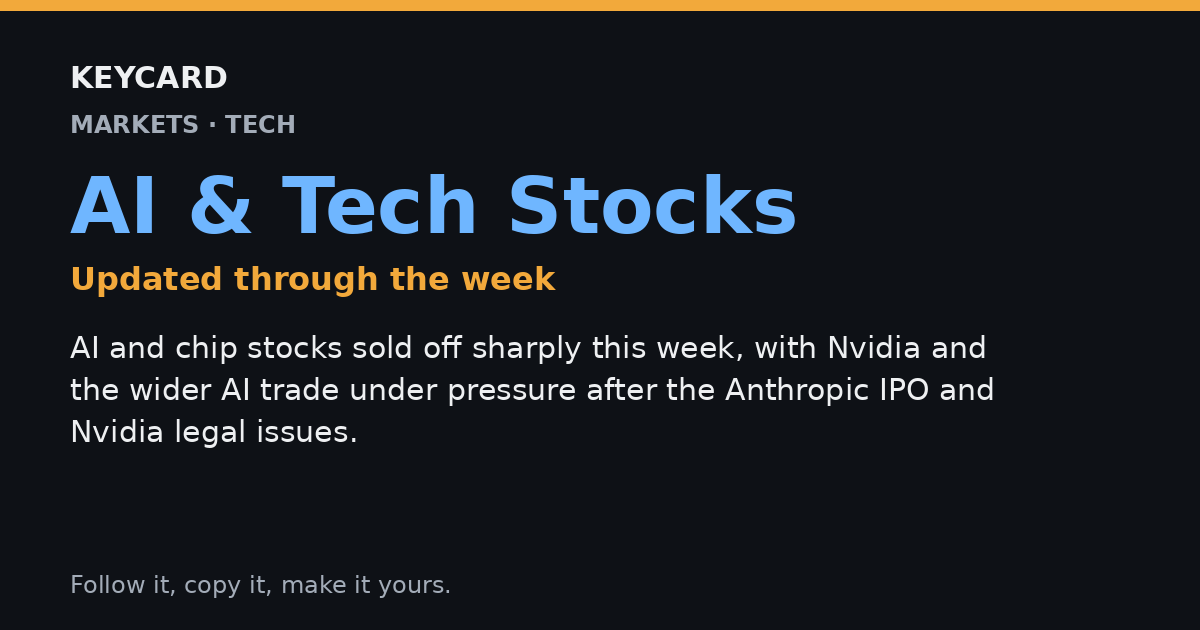 KEYCARD
MARKETS · TECH
AI & Tech Stocks
Updated through the week
AI and chip stocks sold off sharply this week, with Nvidia and
the wider AI trade under pressure after the Anthropic IPO and
Nvidia legal issues.
Follow it, copy it, make it yours.